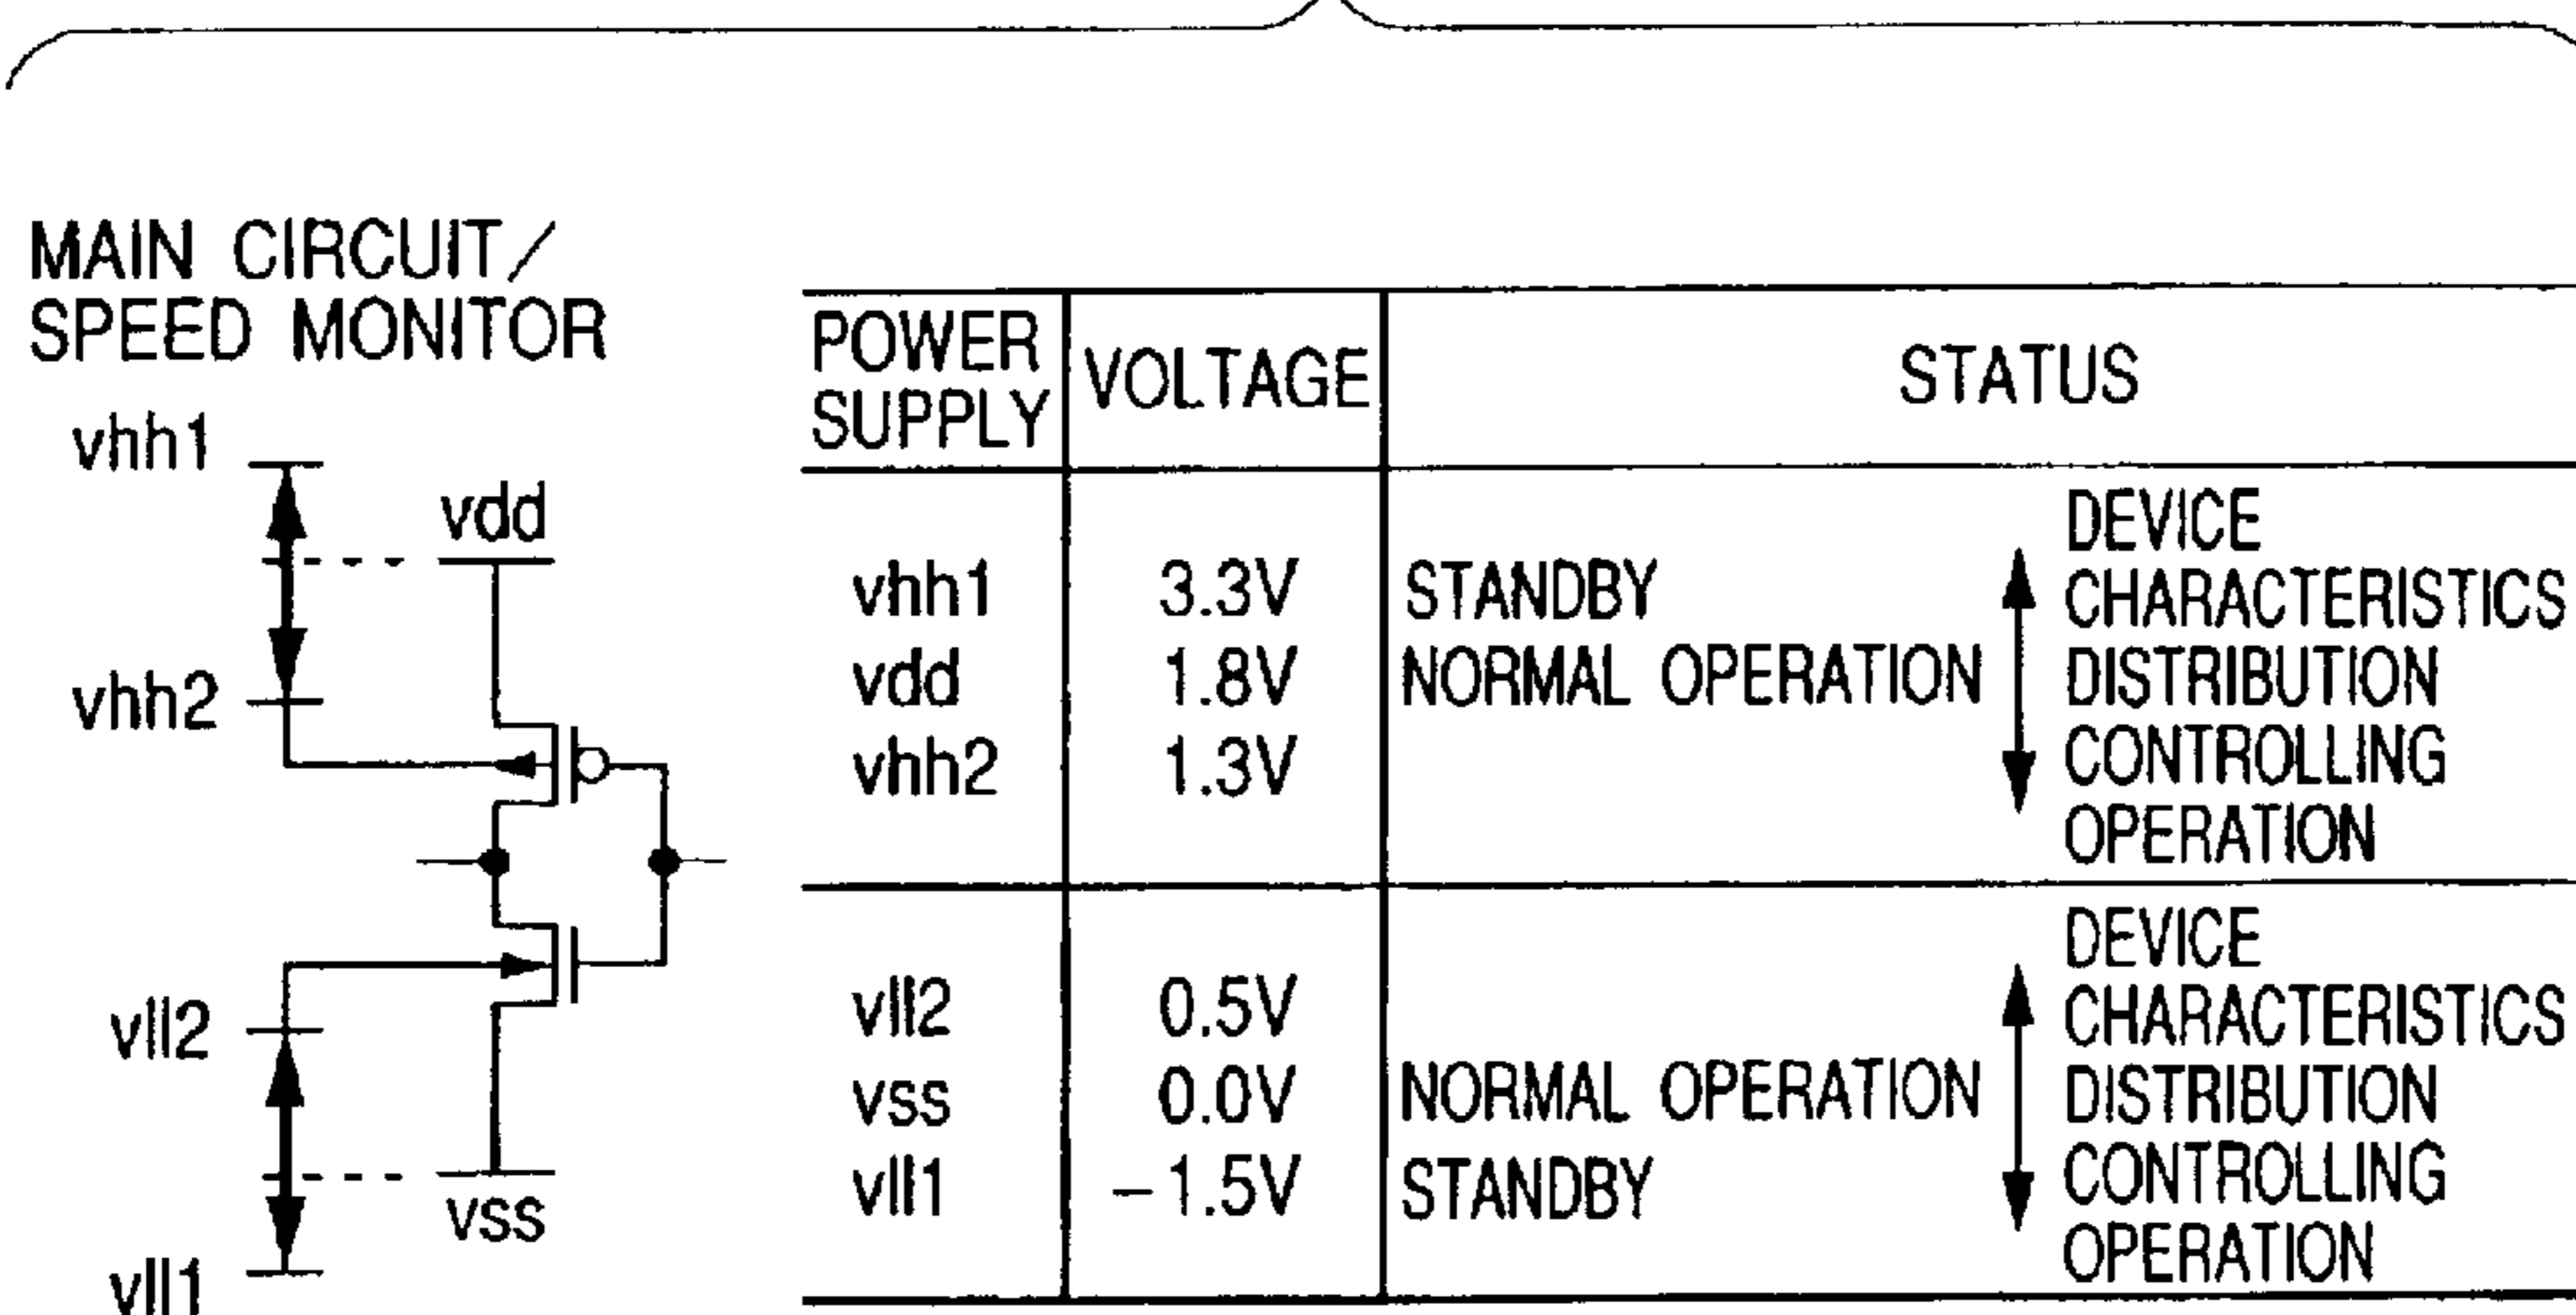 MAIN CIRCUIT/
SPEED MONITOR
vhh1
vdd
vhh2
vll2
vss
vll1
POWER
SUPPLY
VOLTAGE
STATUS
vhh1 3.3V STANDBY
vdd 1.8V NORMAL OPERATION
vhh2 1.3V
DEVICE
CHARACTERISTICS
DISTRIBUTION
CONTROLLING
OPERATION
vll2 0.5V
vss 0.0V NORMAL OPERATION
vll1 −1.5V STANDBY
DEVICE
CHARACTERISTICS
DISTRIBUTION
CONTROLLING
OPERATION